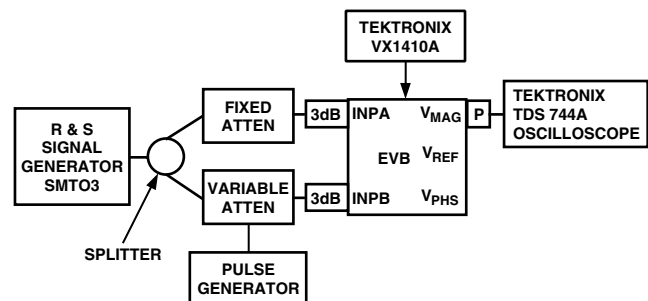 TEKTRONIX
VX1410A
R & S
SIGNAL
GENERATOR
SMTO3
SPLITTER
FIXED
ATTEN
3dB
VARIABLE
ATTEN
3dB
PULSE
GENERATOR
INPA
VMAG
EVB
VREF
INPB
VPHS
P
TEKTRONIX
TDS 744A
OSCILLOSCOPE